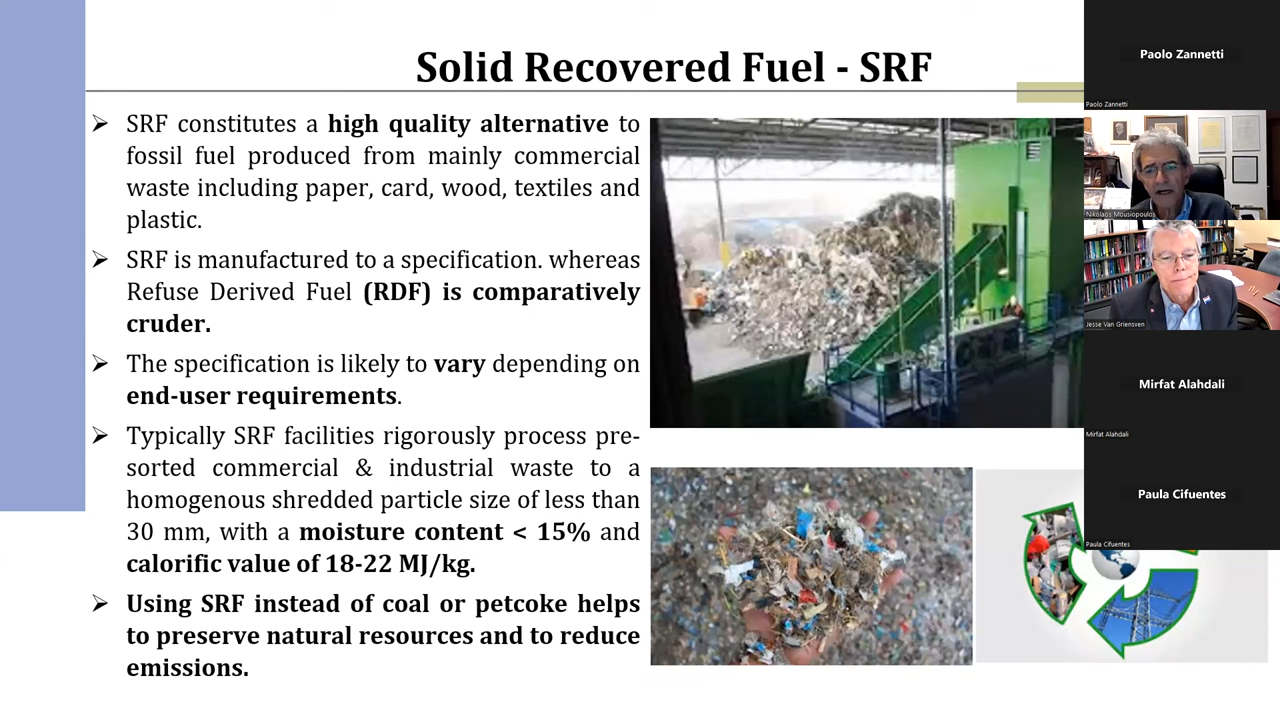 Solid Recovered Fuel - SRF
➢ SRF constitutes a high quality alternative to
fossil fuel produced from mainly commercial
waste including paper, card, wood, textiles and
plastic.
➢ SRF is manufactured to a specification. whereas
Refuse Derived Fuel (RDF) is comparatively
cruder.
➢ The specification is likely to vary depending on
end-user requirements.
➢ Typically SRF facilities rigorously process pre-
sorted commercial & industrial waste to a
homogenous shredded particle size of less than
30 mm, with a moisture content < 15% and
calorific value of 18-22 MJ/kg.
➢ Using SRF instead of coal or petcoke helps
to preserve natural resources and to reduce
emissions.
Paolo Zannetti
Paolo Zannetti
Nikolaos Mousiopoulos
Jesse Van Griensven
Mirfat Alahdali
Mirfat Alahdali
Paula Cifuentes
Paula Cifuentes